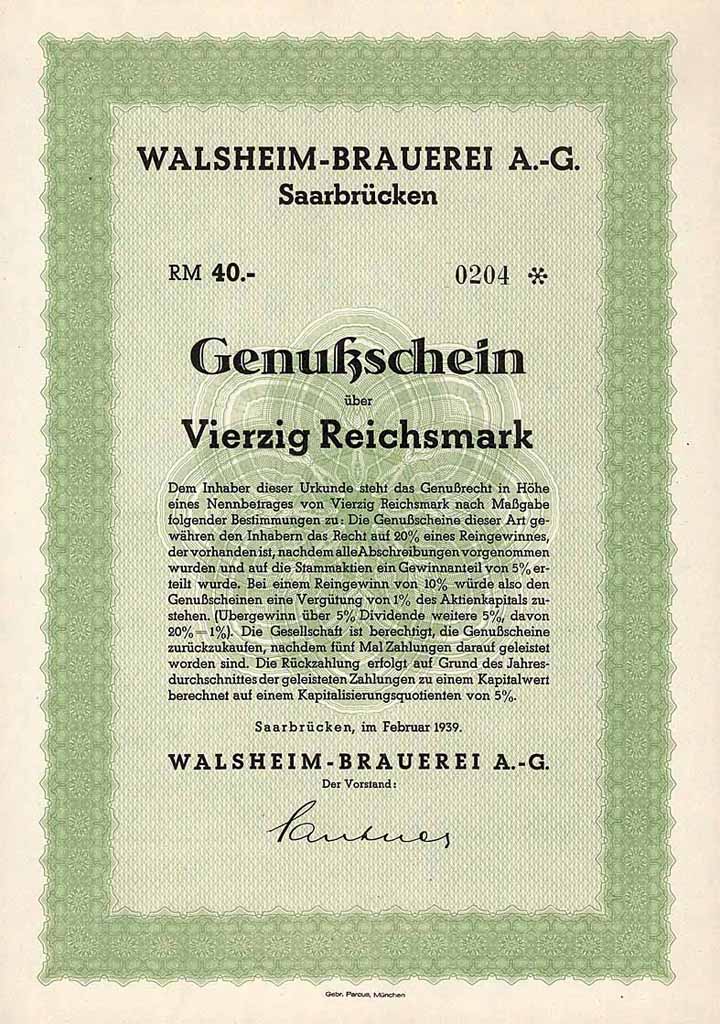 WALSHEIM-BRAUEREI A.-G.
Saarbrücken
RM 40.- 0204 *
Genußschein
über
Vierzig Reichsmark
Dem Inhaber dieser Urkunde steht das Genußrecht in Höhe
eines Nennbetrages von Vierzig Reichsmark nach Maßgabe
folgender Bestimmungen zu: Die Genußscheine dieser Art ge-
währen den Inhabern das Recht auf 20% eines Reingewinnes,
der vorhanden ist, nachdem alle Abschreibungen vorgenommen
wurden und auf die Stammaktien ein Gewinnanteil von 5% er-
teilt wurde. Bei einem Reingewinn von 10% würde also den
Genußscheinen eine Vergütung von 1% des Aktienkapitals zu-
stehen. (Übergewinn über 5% Dividende weitere 5%, davon
20% = 1%). Die Gesellschaft ist berechtigt, die Genußscheine
zurückzukaufen, nachdem fünf Mal Zahlungen darauf geleistet
worden sind. Die Rückzahlung erfolgt auf Grund des Jahres-
durchschnittes der geleisteten Zahlungen zu einem Kapitalwert
berechnet auf einem Kapitalisierungsquotienten von 5%.
Saarbrücken, im Februar 1939.
WALSHEIM-BRAUEREI A.-G.
Der Vorstand:
Gebr. Parcus, München